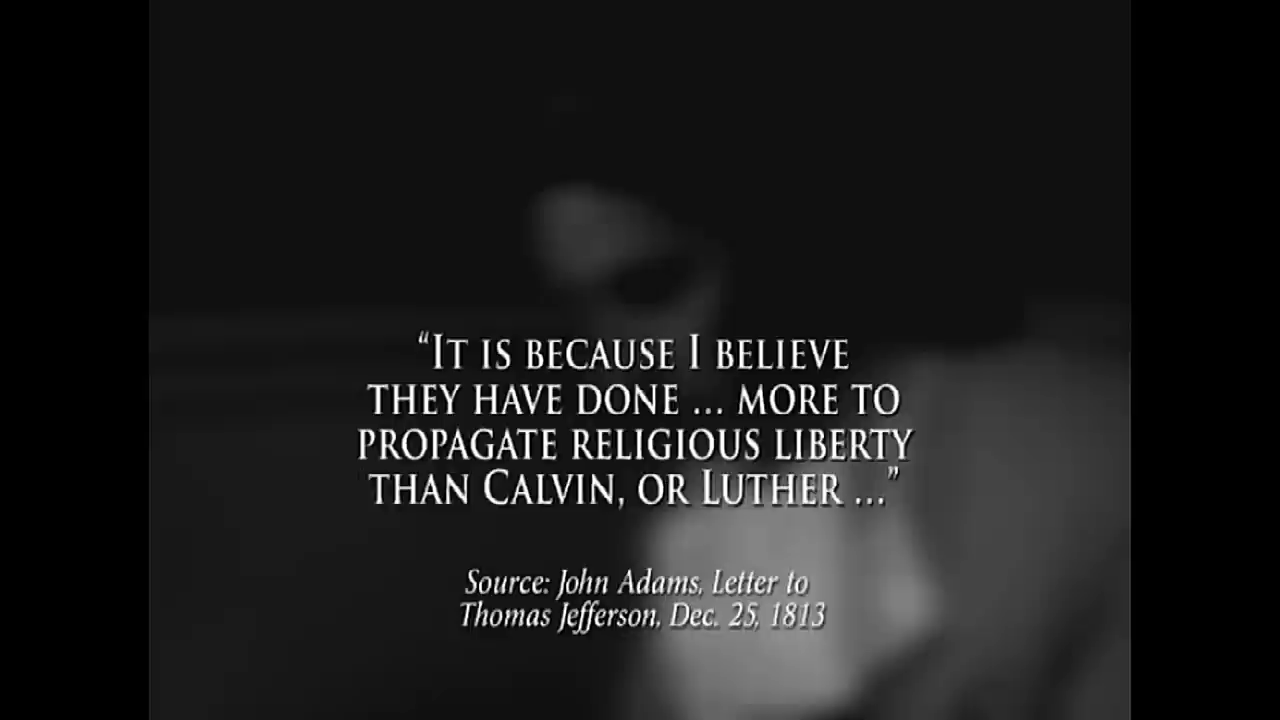 “IT IS BECAUSE I BELIEVE
THEY HAVE DONE ... MORE TO
PROPAGATE RELIGIOUS LIBERTY
THAN CALVIN, OR LUTHER ...”
Source: John Adams, Letter to
Thomas Jefferson, Dec. 25, 1813